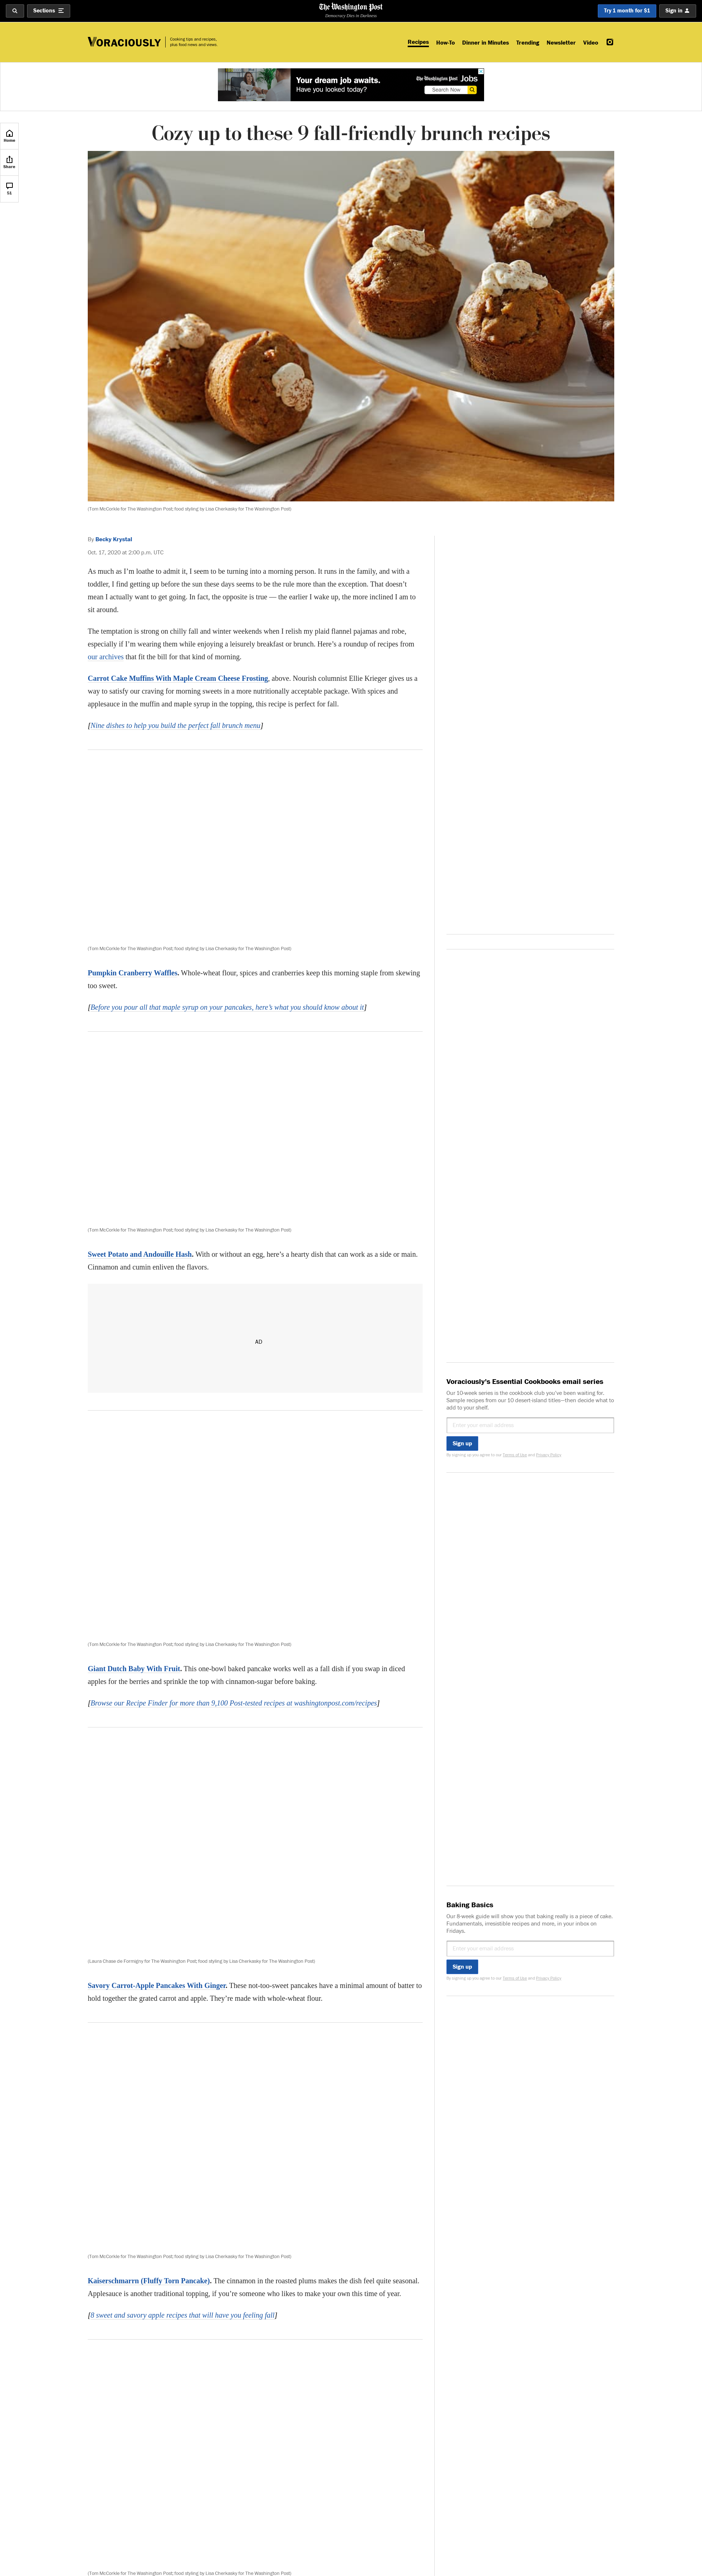 Sections
The Washington Post
Democracy Dies in Darkness
Try 1 month for $1
Sign in
VORACIOUSLY
Cooking tips and recipes,
plus food news and views
Recipes
How-To
Dinner in Minutes
Trending
Newsletter
Video
Your dream job awaits.
Have you looked today?
The Washington Post Jobs
Search Now
Home
Share
51
Cozy up to these 9 fall-friendly brunch recipes
(Tom McCorkle for The Washington Post; food styling by Lisa Cherkasky for The Washington Post)
By Becky Krystal
Oct. 17, 2020 at 2:00 p.m. UTC
As much as I’m loathe to admit it, I seem to be turning into a morning person. It runs in the family, and with a
toddler, I find getting up before the sun these days seems to be the rule more than the exception. That doesn’t
mean I actually want to get going. In fact, the opposite is true — the earlier I wake up, the more inclined I am to
sit around.
The temptation is strong on chilly fall and winter weekends when I relish my plaid flannel pajamas and robe,
especially if I’m wearing them while enjoying a leisurely breakfast or brunch. Here’s a roundup of recipes from
our archives that fit the bill for that kind of morning.
Carrot Cake Muffins With Maple Cream Cheese Frosting, above. Nourish columnist Ellie Krieger gives us a
way to satisfy our craving for morning sweets in a more nutritionally acceptable package. With spices and
applesauce in the muffin and maple syrup in the topping, this recipe is perfect for fall.
[Nine dishes to help you build the perfect fall brunch menu]
(Tom McCorkle for The Washington Post; food styling by Lisa Cherkasky for The Washington Post)
Pumpkin Cranberry Waffles. Whole-wheat flour, spices and cranberries keep this morning staple from skewing
too sweet.
[Before you pour all that maple syrup on your pancakes, here’s what you should know about it]
(Tom McCorkle for The Washington Post; food styling by Lisa Cherkasky for The Washington Post)
Sweet Potato and Andouille Hash. With or without an egg, here’s a hearty dish that can work as a side or main.
Cinnamon and cumin enliven the flavors.
AD
Voraciously's Essential Cookbooks email series
Our 10-week series is the cookbook club you've been waiting for.
Sample recipes from our 10 desert-island titles—then decide what to
add to your shelf.
Enter your email address
Sign up
By signing up you agree to our Terms of Use and Privacy Policy
(Tom McCorkle for The Washington Post; food styling by Lisa Cherkasky for The Washington Post)
Giant Dutch Baby With Fruit. This one-bowl baked pancake works well as a fall dish if you swap in diced
apples for the berries and sprinkle the top with cinnamon-sugar before baking.
[Browse our Recipe Finder for more than 9,100 Post-tested recipes at washingtonpost.com/recipes]
Baking Basics
Our 8-week guide will show you that baking really is a piece of cake.
Fundamentals, irresistible recipes and more, in your inbox on
Fridays.
Enter your email address
Sign up
By signing up you agree to our Terms of Use and Privacy Policy
(Laura Chase de Formigny for The Washington Post; food styling by Lisa Cherkasky for The Washington Post)
Savory Carrot-Apple Pancakes With Ginger. These not-too-sweet pancakes have a minimal amount of batter to
hold together the grated carrot and apple. They’re made with whole-wheat flour.
(Tom McCorkle for The Washington Post; food styling by Lisa Cherkasky for The Washington Post)
Kaiserschmarrn (Fluffy Torn Pancake). The cinnamon in the roasted plums makes the dish feel quite seasonal.
Applesauce is another traditional topping, if you’re someone who likes to make your own this time of year.
[8 sweet and savory apple recipes that will have you feeling fall]
(Tom McCorkle for The Washington Post; food styling by Lisa Cherkasky for The Washington Post)